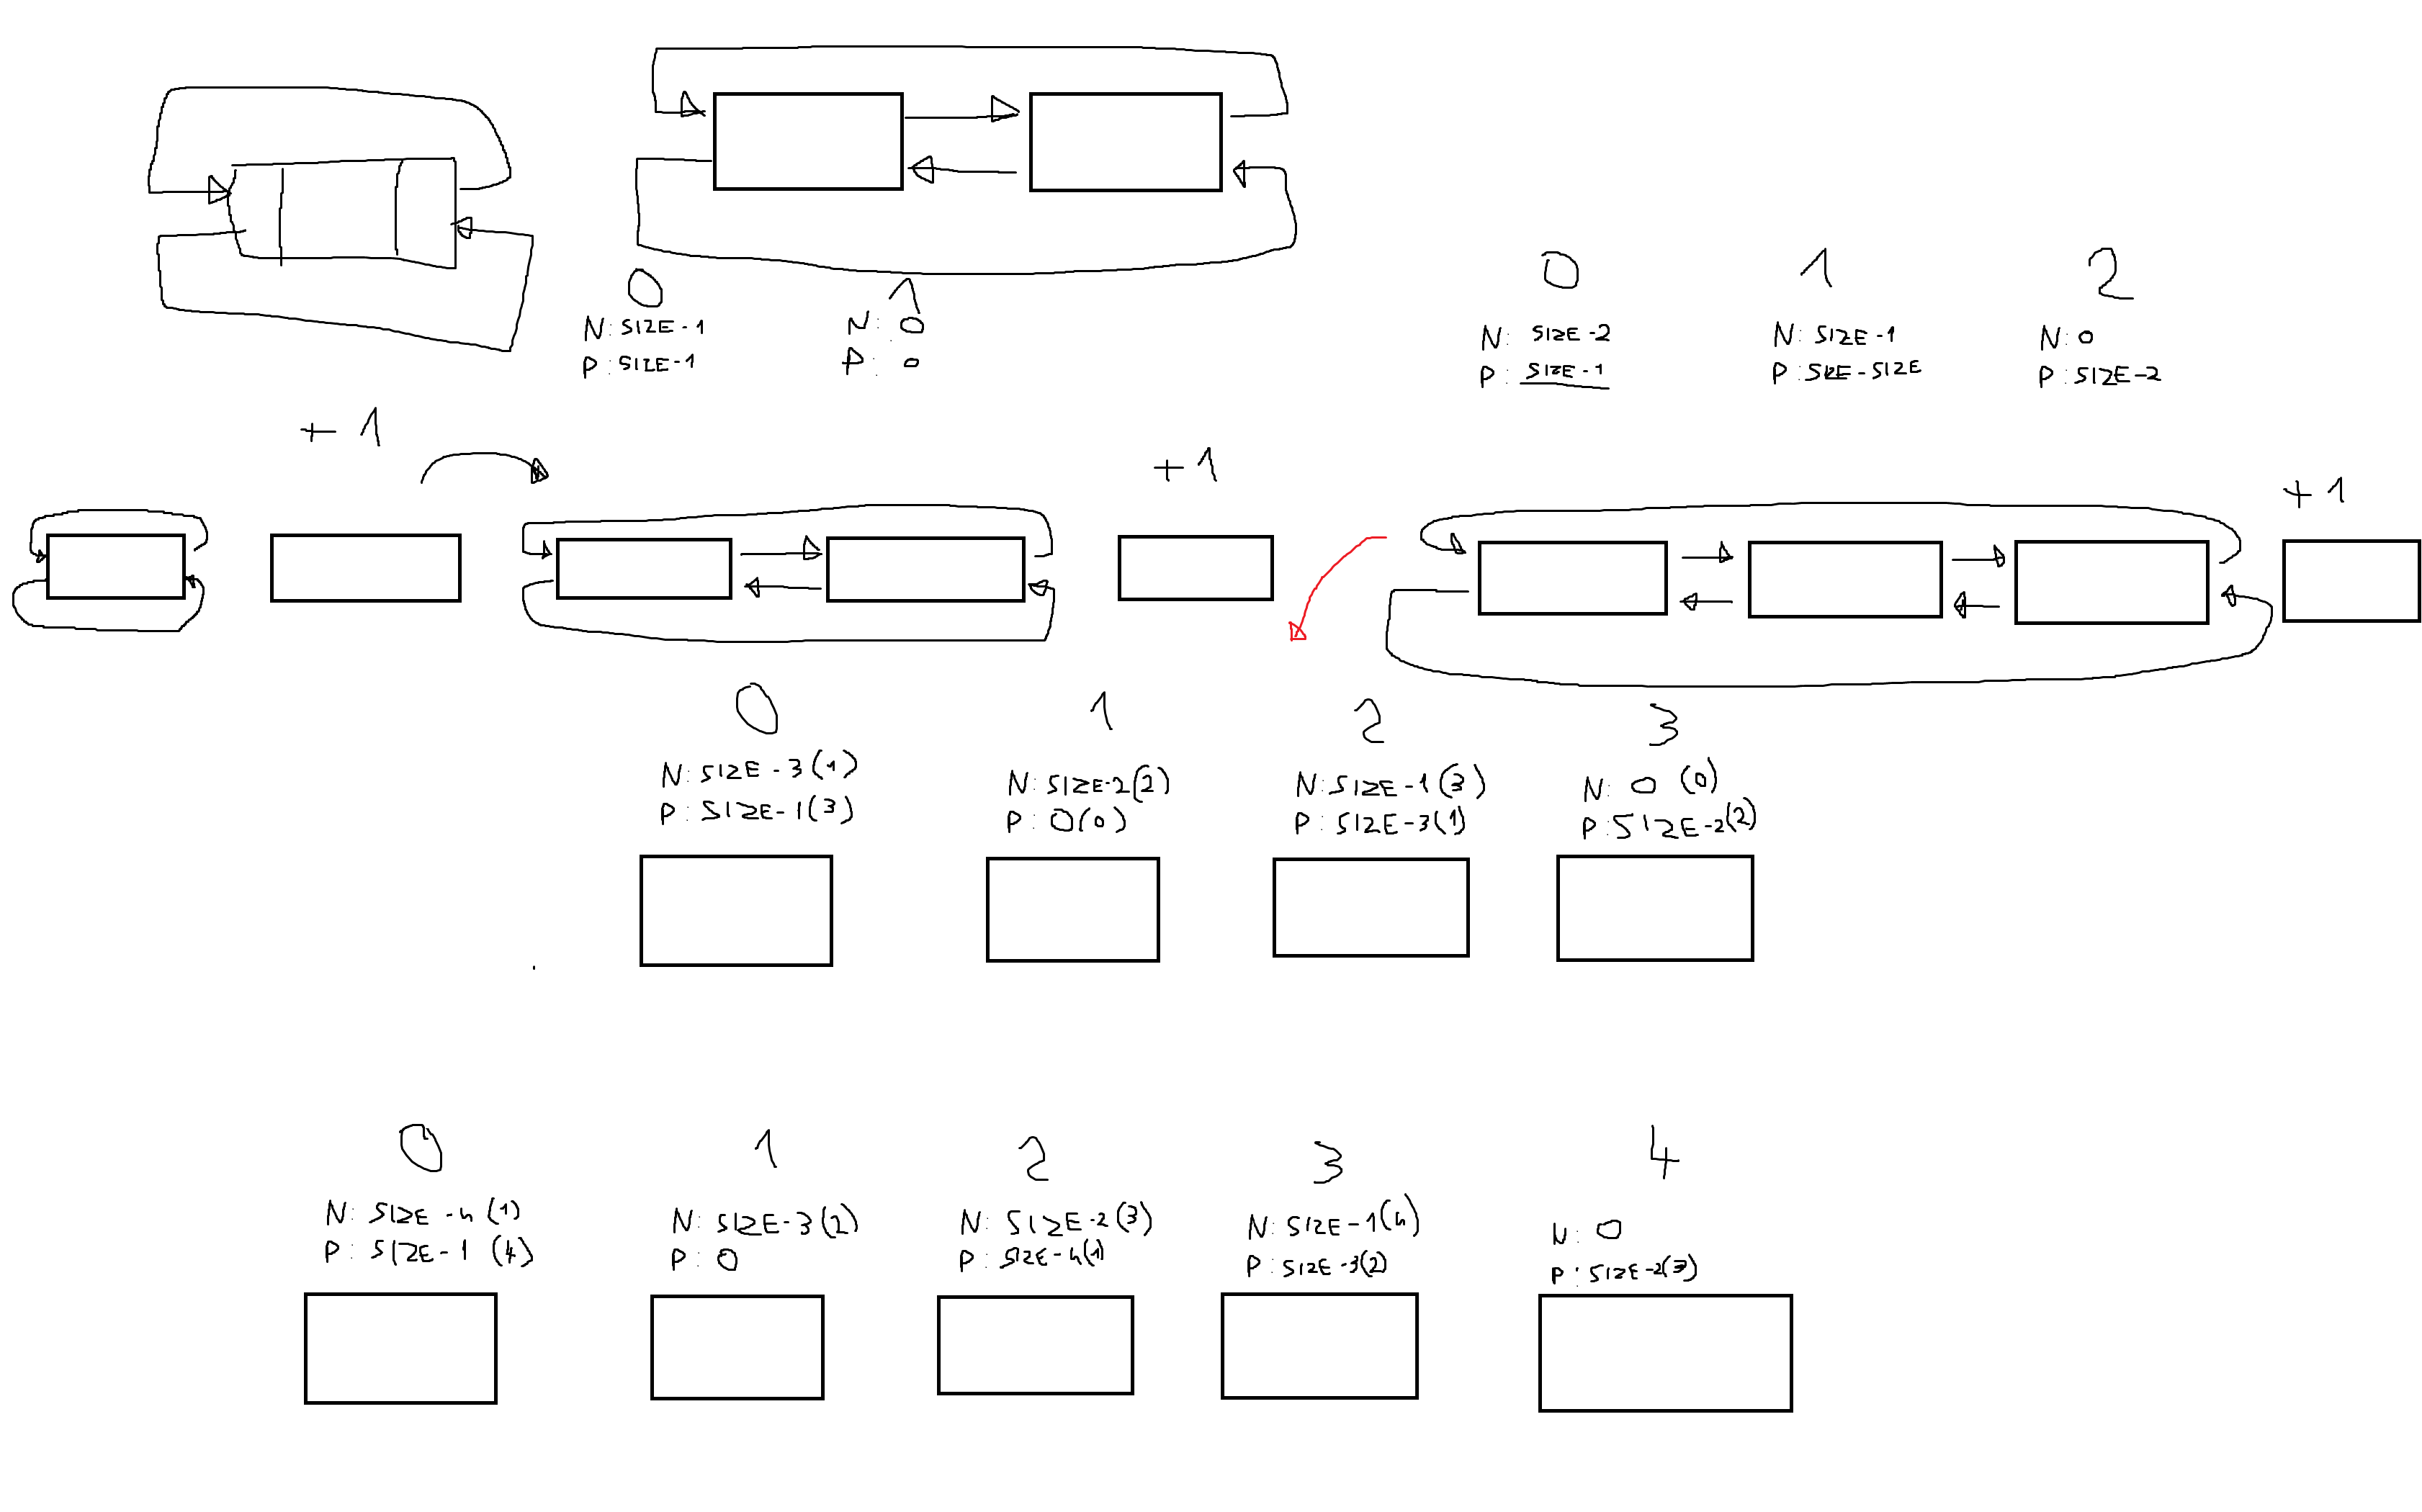 0 1
N: SIZE-1 N: 0
P: SIZE-1 P: 0
0 1 2
N: SIZE-2 N: SIZE-1 N: 0
P: SIZE-1 P: SIZE-SIZE P: SIZE-2
+1 +1 +1
0 1 2 3
N: SIZE-3(1) N: SIZE-2(2) N: SIZE-1(3) N: 0 (0)
P: SIZE-1(3) P: 0(0) P: SIZE-3(1) P: SIZE-2(2)
0 1 2 3 4
N: SIZE-4(1) N: SIZE-3(2) N: SIZE-2(3) N: SIZE-1(4) N: 0
P: SIZE-1 (4) P: 0 P: SIZE-4(1) P: SIZE-3(2) P: SIZE-2(3)